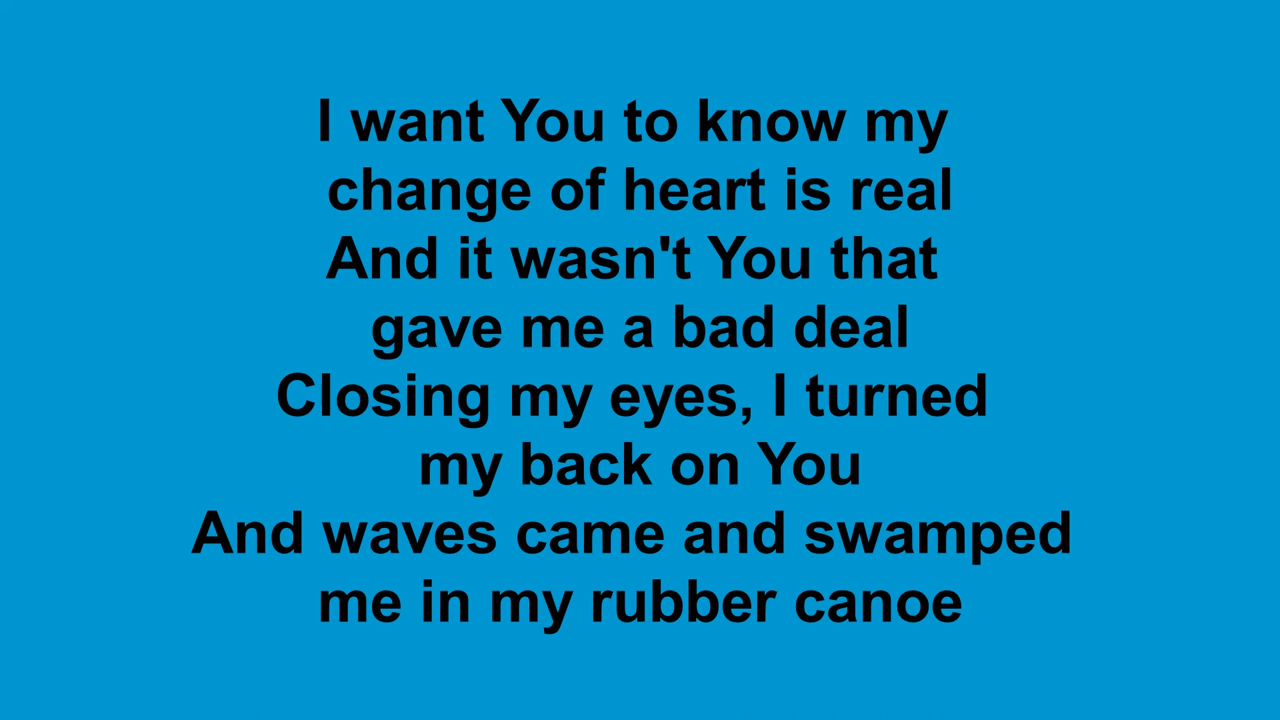 I want You to know my
change of heart is real
And it wasn't You that
gave me a bad deal
Closing my eyes, I turned
my back on You
And waves came and swamped
me in my rubber canoe